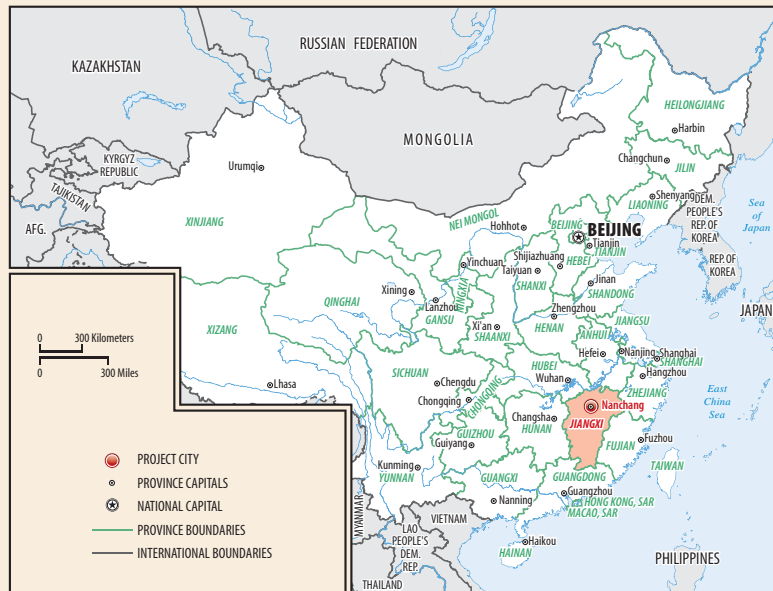 RUSSIAN FEDERATION
KAZAKHSTAN
MONGOLIA
KYRGYZ
REPUBLIC
TAJIKISTAN
AFG.
HEILONGJIANG
Harbin
Changchun
JILIN
Shenyang
LIAONING
DEM.
PEOPLE'S
REP. OF
KOREA
REP. OF
KOREA
Sea
of
Japan
JAPAN
Urumqi
XINJIANG
NEI MONGOL
Hohhot
BEIJING
BEIJING
Tianjin
TIANJIN
Shijiazhuang
HEBEI
Taiyuan
SHANXI
Yinchuan
NINGXIA
Xining
QINGHAI
Lanzhou
GANSU
Jinan
SHANDONG
Zhengzhou
HENAN
Xi'an
SHAANXI
JIANGSU
ANHUI
Hefei
Nanjing
Shanghai
SHANGHAI
Hangzhou
ZHEJIANG
XIZANG
Lhasa
SICHUAN
Chengdu
Chongqing
CHONGQING
HUBEI
Wuhan
Changsha
HUNAN
Nanchang
JIANGXI
East
China
Sea
GUIZHOU
Guiyang
FUJIAN
Fuzhou
TAIWAN
Kunming
YUNNAN
GUANGXI
Nanning
GUANGDONG
Guangzhou
HONG KONG, SAR
MACAO, SAR
Haikou
HAINAN
MYANMAR
VIETNAM
LAO
PEOPLE'S
DEM.
REP.
THAILAND
PHILIPPINES
0 300 Kilometers
0 300 Miles
PROJECT CITY
PROVINCE CAPITALS
NATIONAL CAPITAL
PROVINCE BOUNDARIES
INTERNATIONAL BOUNDARIES